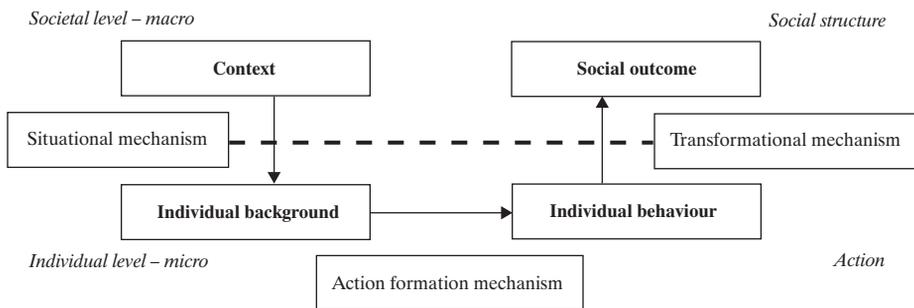 Societal level – macro
Social structure
Context
Social outcome
Situational mechanism
Transformational mechanism
Individual background
Individual behaviour
Individual level – micro
Action
Action formation mechanism